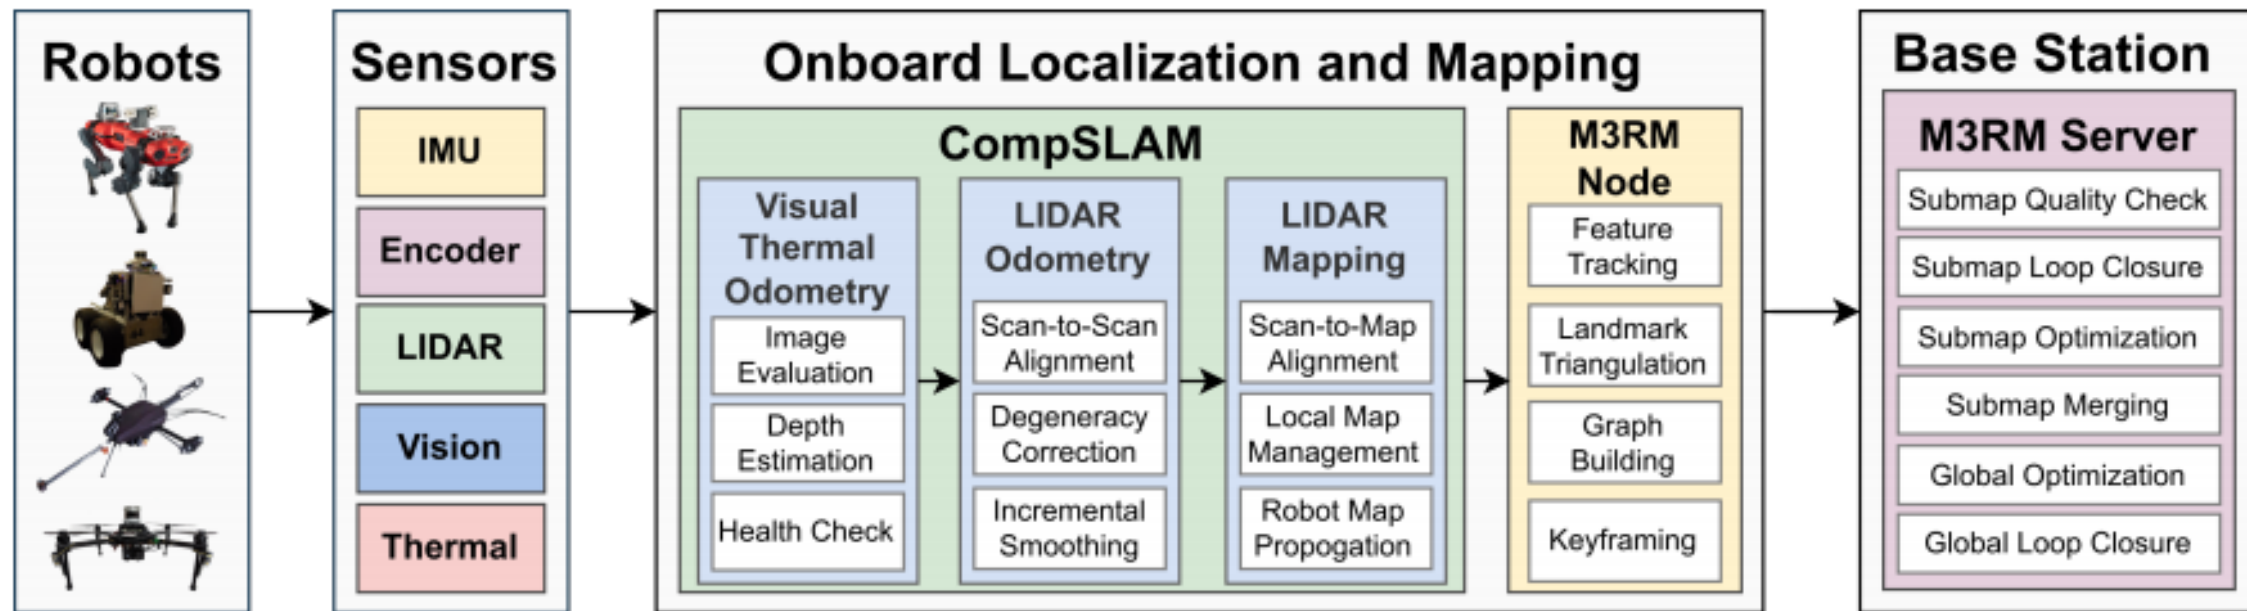 Robots
Sensors
IMU
Encoder
LIDAR
Vision
Thermal
Onboard Localization and Mapping
CompSLAM
Visual
Thermal
Odometry
Image
Evaluation
Depth
Estimation
Health Check
LIDAR
Odometry
Scan-to-Scan
Alignment
Degeneracy
Correction
Incremental
Smoothing
LIDAR
Mapping
Scan-to-Map
Alignment
Local Map
Management
Robot Map
Propogation
M3RM
Node
Feature
Tracking
Landmark
Triangulation
Graph
Building
Keyframing
Base Station
M3RM Server
Submap Quality Check
Submap Loop Closure
Submap Optimization
Submap Merging
Global Optimization
Global Loop Closure